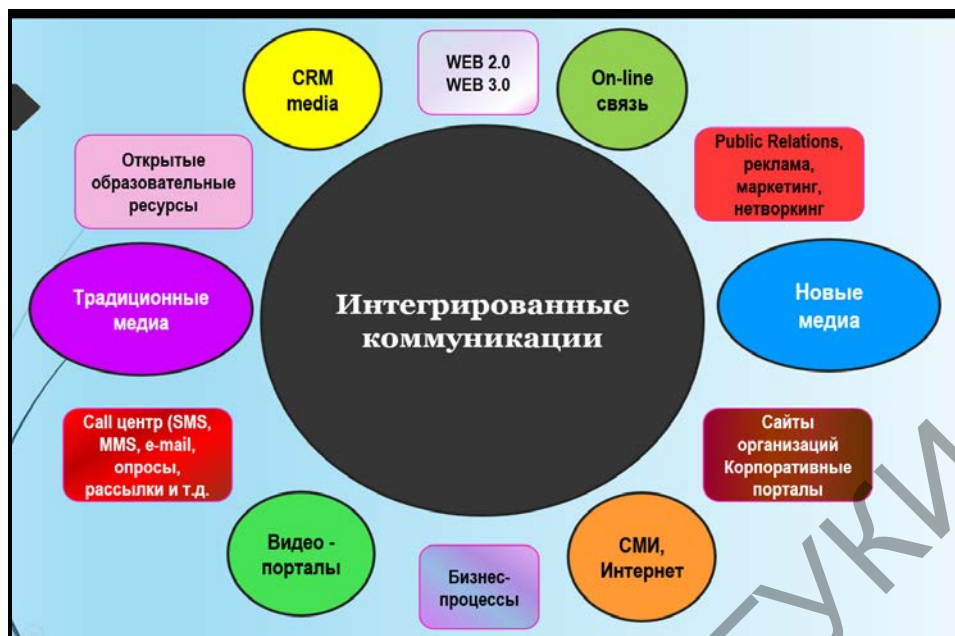 CRM
media
WEB 2.0
WEB 3.0
On-line
связь
Открытые
образовательные
ресурсы
Public Relations,
реклама,
маркетинг,
нетворкинг
Традиционные
медиа
Интегрированные
коммуникации
Новые
медиа
Call центр (SMS,
MMS, e-mail,
опросы,
рассылки и т.д.
Сайты
организаций
Корпоративные
порталы
Видео -
порталы
Бизнес-
процессы
СМИ,
Интернет
ГУКИ